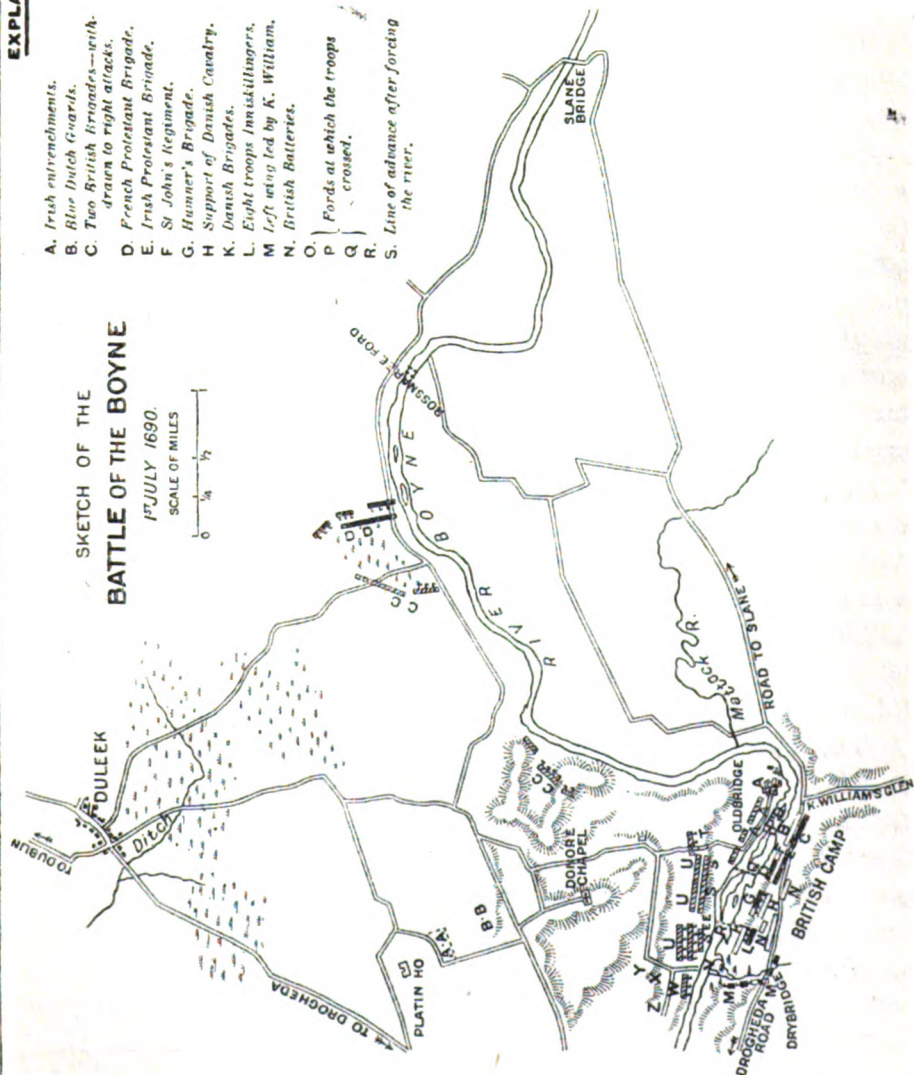 EXPLA
A. Irish entrenchments.
B. Blue Dutch Guards.
C. Two British Brigades—with-
drawn to right attacks.
D. French Protestant Brigade.
E. Irish Protestant Brigade.
F St John's Regiment.
G. Humner's Brigade.
H Support of Danish Cavalry.
K. Danish Brigades.
L. Eight troops Inniskillingers.
M Left wing led by K. William.
N. British Batteries.
O.
P } Fords at which the troops
Q } crossed.
R.
S. Line of advance after forcing
the river.
SKETCH OF THE
BATTLE OF THE BOYNE
1ST JULY 1690.
SCALE OF MILES
0 ¼ ½ 1
SLANE
BRIDGE
ROSSNAREE FORD
RIVER BOYNE
C
C
DULEEK
TO DUBLIN
Ditch
Mattock R.
ROAD TO SLANE
OLDBRIDGE
K. WILLIAMS GLEN
DONORE
CHAPEL
B.B
A.A.
PLATIN HO
TO DROGHEDA
BRITISH CAMP
DROGHEDA
ROAD
DRYBRIDGE
U U U
S S
Z Y